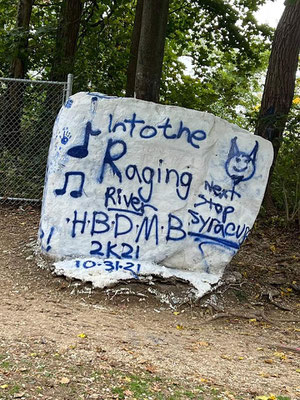 Into the
Raging
River
Next
Stop
Syracuse
·H·B·D·M·B
2K21
10·31·21